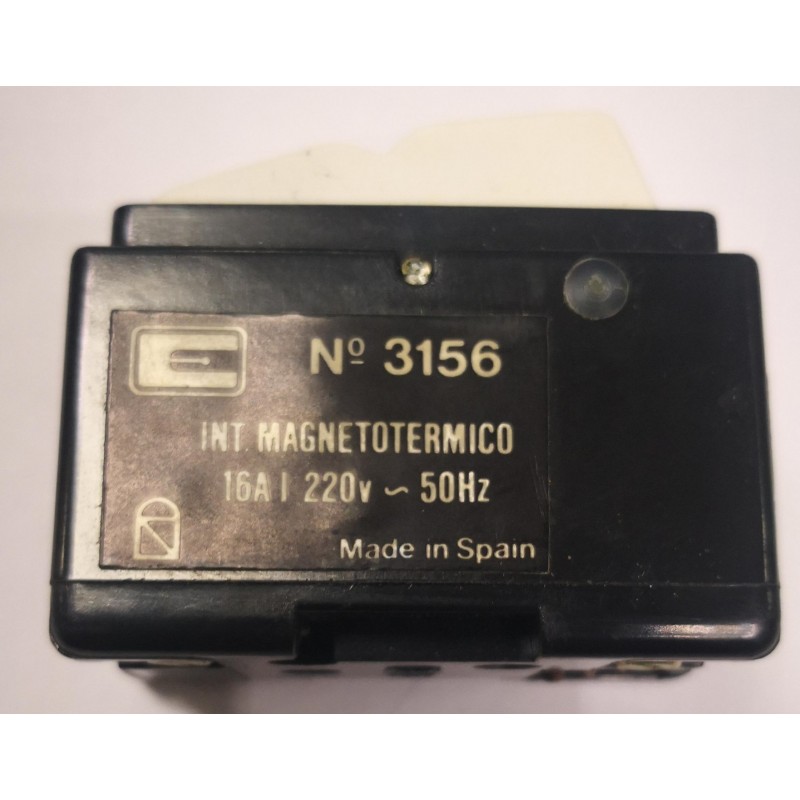 Nº 3156
INT MAGNETOTERMICO
16A I 220v ~ 50Hz
Made in Spain